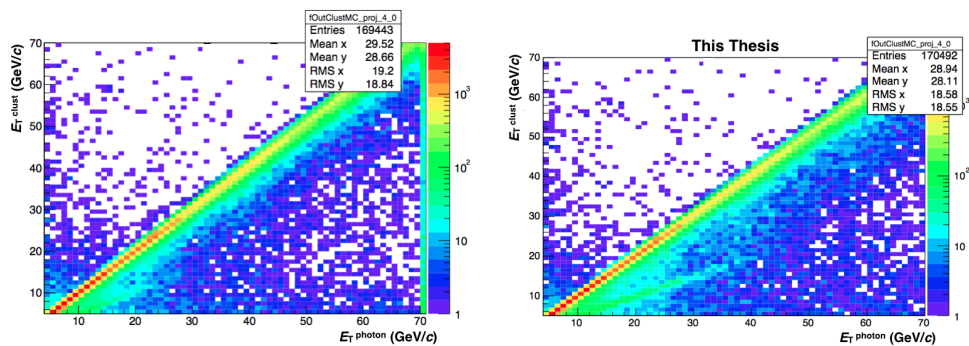 fOutClustMC_proj_4_0
Entries 169443
Mean x 29.52
Mean y 28.66
RMS x 19.2
RMS y 18.84
E_T clust (GeV/c)
70
60
50
40
30
20
10
10 20 30 40 50 60 70
E_T photon (GeV/c)
10³
10²
10
1
This Thesis
fOutClustMC_proj_4_0
Entries 170492
Mean x 28.94
Mean y 28.11
RMS x 18.58
RMS y 18.55
E_T clust (GeV/c)
70
60
50
40
30
20
10
10 20 30 40 50 60 70
E_T photon (GeV/c)
10²
10
1